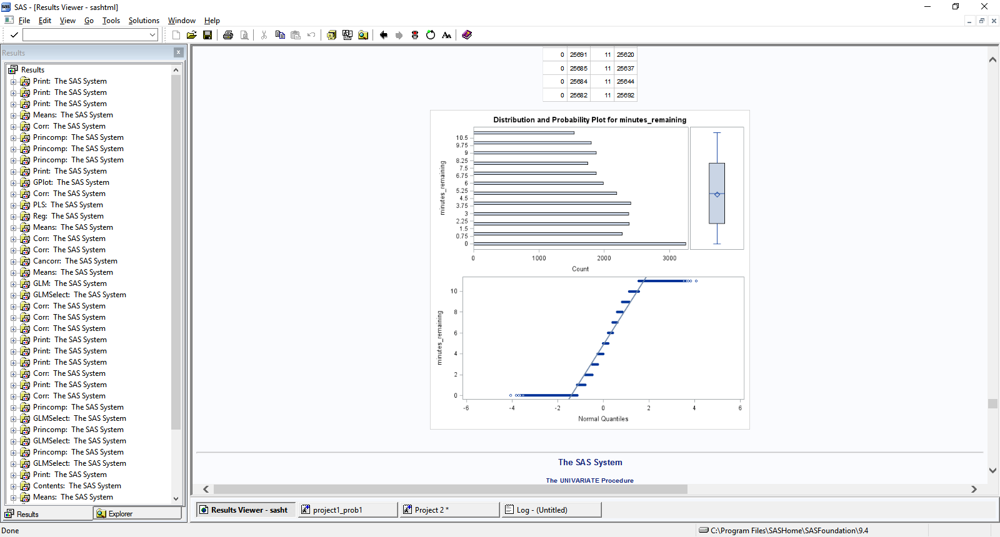 SAS - [Results Viewer - sashtml]
File Edit View Go Tools Solutions Window Help
Results
Results
Print: The SAS System
Print: The SAS System
Print: The SAS System
Means: The SAS System
Corr: The SAS System
Princomp: The SAS System
Princomp: The SAS System
Princomp: The SAS System
Print: The SAS System
GPlot: The SAS System
Corr: The SAS System
PLS: The SAS System
Reg: The SAS System
Means: The SAS System
Corr: The SAS System
Corr: The SAS System
Cancorr: The SAS System
Means: The SAS System
GLM: The SAS System
GLMSelect: The SAS System
Corr: The SAS System
Corr: The SAS System
Corr: The SAS System
Print: The SAS System
Print: The SAS System
Print: The SAS System
Corr: The SAS System
Print: The SAS System
Corr: The SAS System
Princomp: The SAS System
GLMSelect: The SAS System
Princomp: The SAS System
GLMSelect: The SAS System
Princomp: The SAS System
GLMSelect: The SAS System
Print: The SAS System
Contents: The SAS System
Means: The SAS System
Results Explorer
0 25691 11 25620
0 25685 11 25637
0 25684 11 25644
0 25682 11 25692
Distribution and Probability Plot for minutes_remaining
minutes_remaining
10.5
9.75
9
8.25
7.5
6.75
6
5.25
4.5
3.75
3
2.25
1.5
0.75
0
0 1000 2000 3000
Count
minutes_remaining
10
8
6
4
2
0
-6 -4 -2 0 2 4 6
Normal Quantiles
The SAS System
The UNIVARIATE Procedure
Results Viewer - sasht project1_prob1 Project 2 * Log - (Untitled)
Done C:\Program Files\SASHome\SASFoundation\9.4